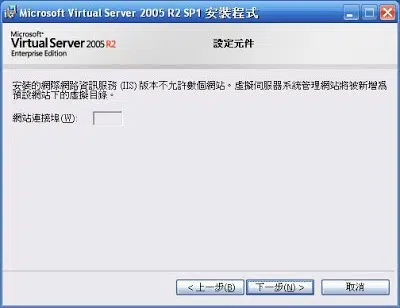 Microsoft Virtual Server 2005 R2 SP1 安裝程式
Microsoft®
Virtual Server 2005 R2
Enterprise Edition
設定元件
安裝的網際網路資訊服務 (IIS) 版本不允許數個網站。虛擬伺服器系統管理網站將被新增為
預設網站下的虛擬目錄。
網站連接埠(W):
< 上一步(B)
下一步(N) >
取消